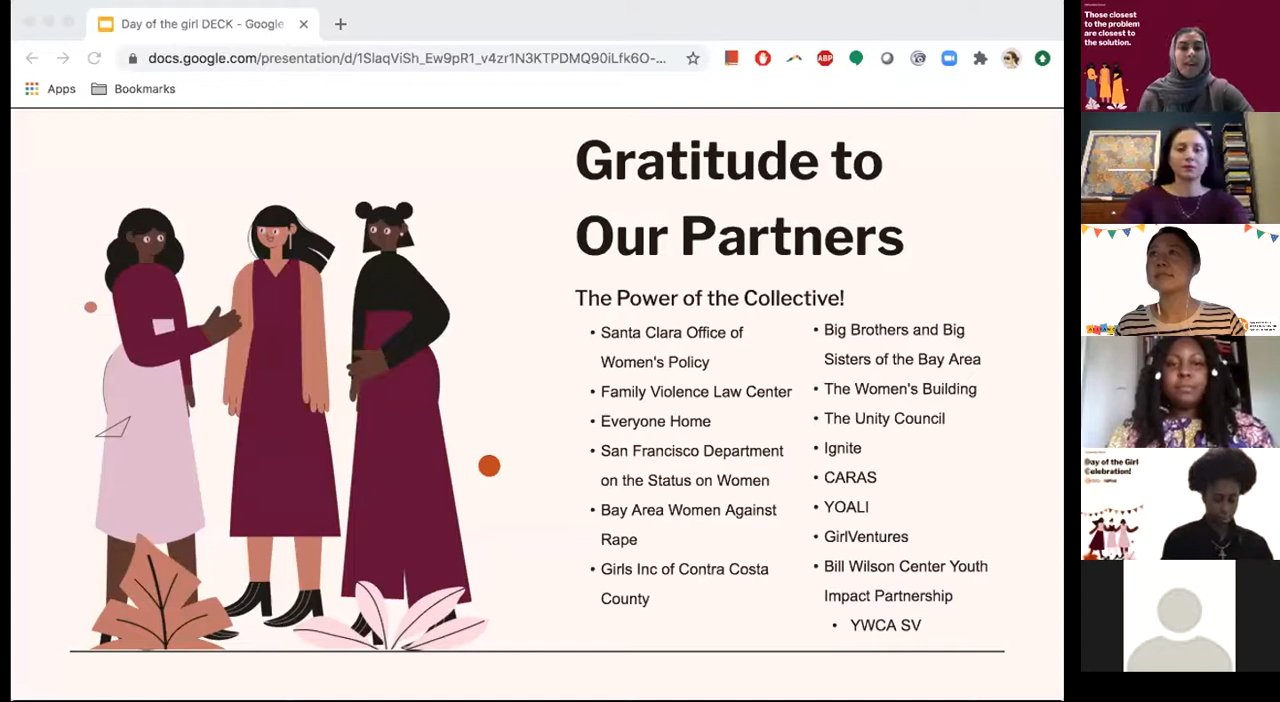 Day of the girl DECK - Google
docs.google.com/presentation/d/1SlaqViSh_Ew9pR1_v4zr1N3KTPDMQ90iLfk6O-...
ABP
Apps
Bookmarks
Gratitude to
Our Partners
The Power of the Collective!
• Santa Clara Office of
Women's Policy
• Family Violence Law Center
• Everyone Home
• San Francisco Department
on the Status on Women
• Bay Area Women Against
Rape
• Girls Inc of Contra Costa
County
• Big Brothers and Big
Sisters of the Bay Area
• The Women's Building
• The Unity Council
• Ignite
• CARAS
• YOALI
• GirlVentures
• Bill Wilson Center Youth
Impact Partnership
• YWCA SV
Those closest
to the problem
are closest to
the solution.
Day of the Girl
Celebration!